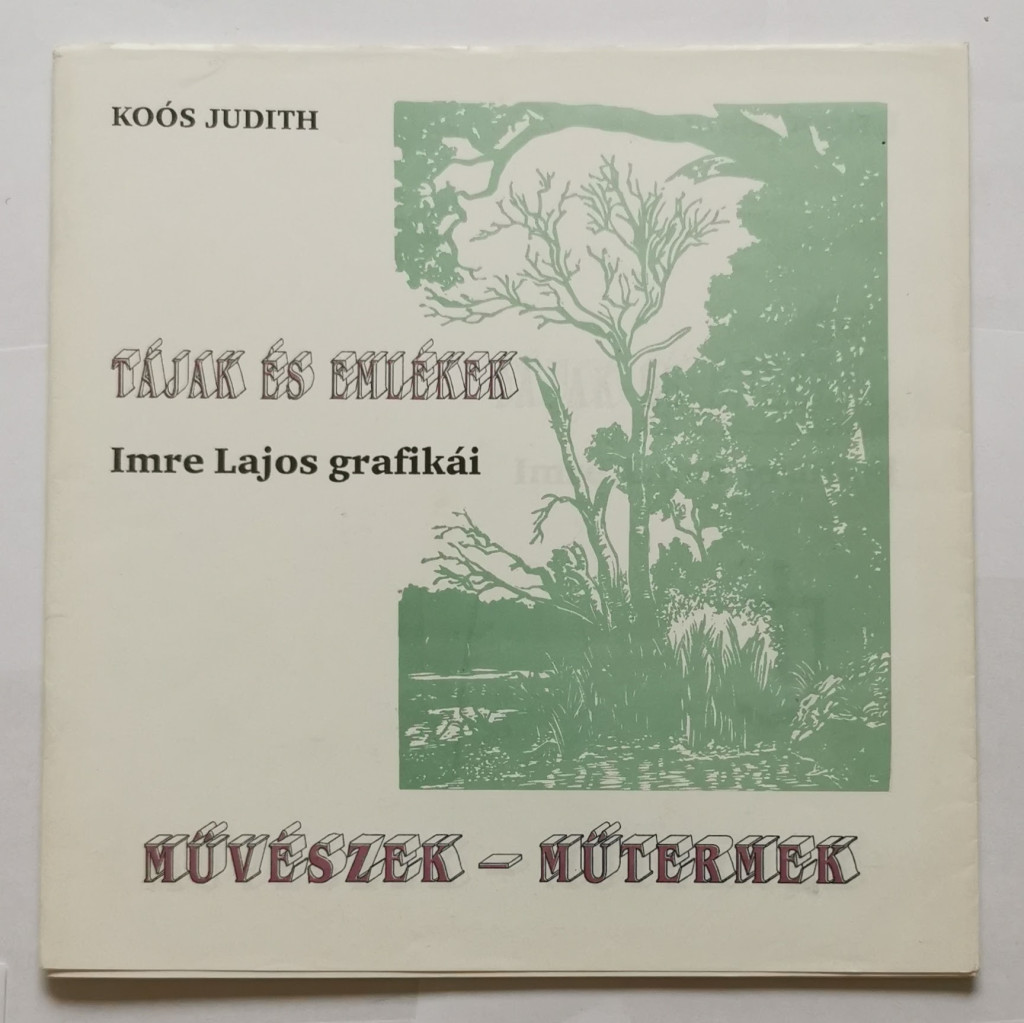 KOÓS JUDITH
TÁJAK ÉS EMLÉKEK
Imre Lajos grafikái
MŰVÉSZEK – MŰTERMEK